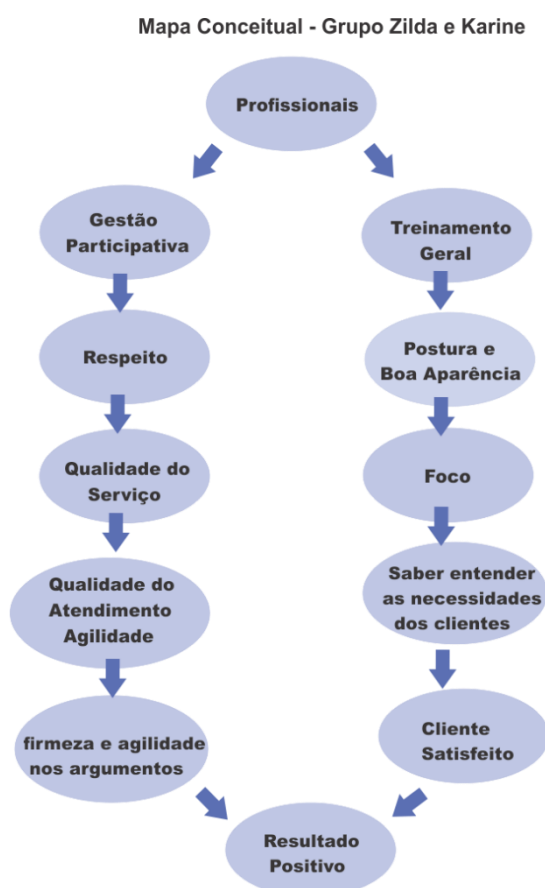 Mapa Conceitual - Grupo Zilda e Karine
Profissionais
Gestão
Participativa
Treinamento
Geral
Respeito
Postura e
Boa Aparência
Qualidade do
Serviço
Foco
Qualidade do
Atendimento
Agilidade
Saber entender
as necessidades
dos clientes
firmeza e agilidade
nos argumentos
Cliente
Satisfeito
Resultado
Positivo